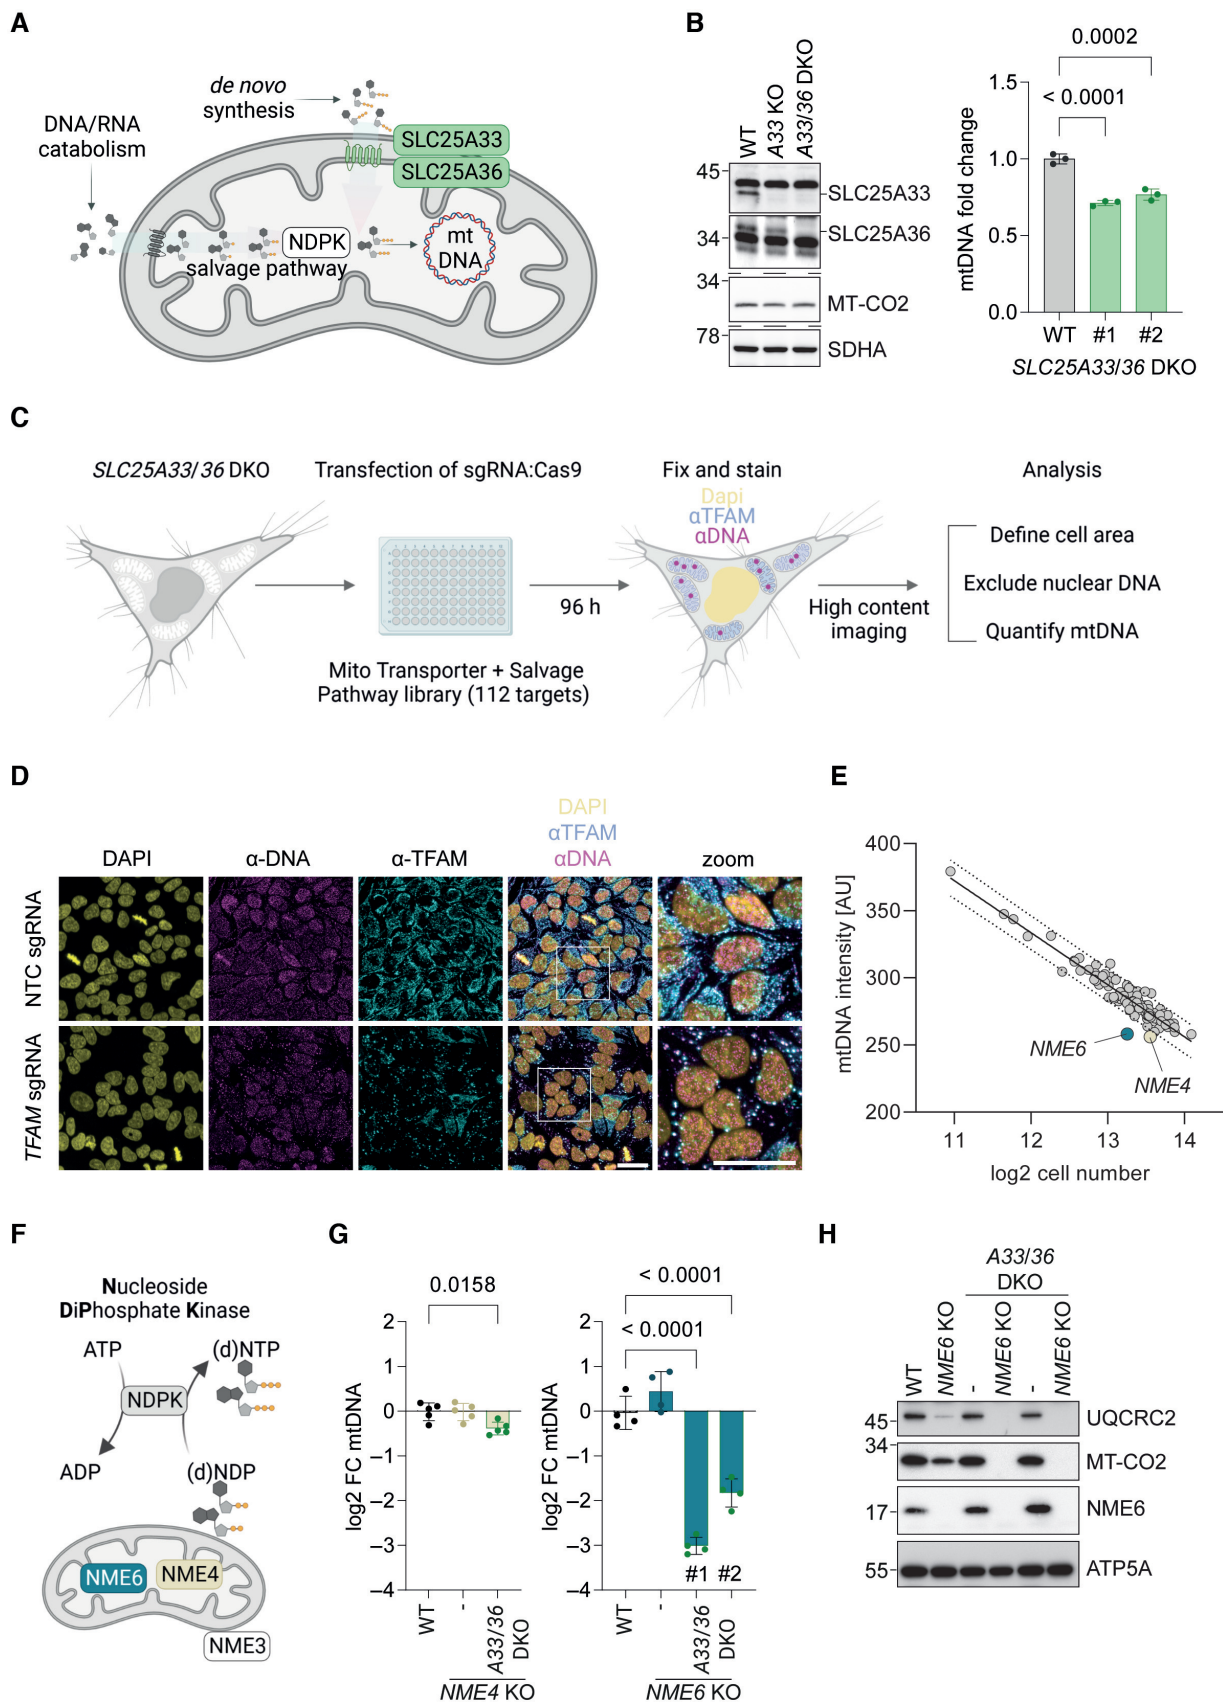 A
de novo
synthesis
DNA/RNA
catabolism
SLC25A33
SLC25A36
NDPK
salvage pathway
mt
DNA
B
WT
A33 KO
A33/36 DKO
45
SLC25A33
34
SLC25A36
34
MT-CO2
78
SDHA
mtDNA fold change
1.5
1.0
0.5
0.0
0.0002
< 0.0001
WT
#1
#2
SLC25A33/36 DKO
C
SLC25A33/36 DKO
Transfection of sgRNA:Cas9
Mito Transporter + Salvage
Pathway library (112 targets)
96 h
Fix and stain
Dapi
αTFAM
αDNA
High content
imaging
Analysis
Define cell area
Exclude nuclear DNA
Quantify mtDNA
D
DAPI
αTFAM
αDNA
DAPI
α-DNA
α-TFAM
zoom
NTC sgRNA
TFAM sgRNA
E
mtDNA intensity [AU]
400
350
300
250
200
NME6
NME4
11
12
13
14
log2 cell number
F
Nucleoside
DiPhosphate Kinase
ATP
(d)NTP
NDPK
ADP
(d)NDP
NME6
NME4
NME3
G
log2 FC mtDNA
2
1
0
−1
−2
−3
−4
0.0158
WT
-
A33/36
DKO
NME4 KO
log2 FC mtDNA
2
1
0
−1
−2
−3
−4
< 0.0001
< 0.0001
#1
#2
WT
-
A33/36
DKO
NME6 KO
H
A33/36
DKO
WT
NME6 KO
-
NME6 KO
-
NME6 KO
45
UQCRC2
34
MT-CO2
17
NME6
55
ATP5A